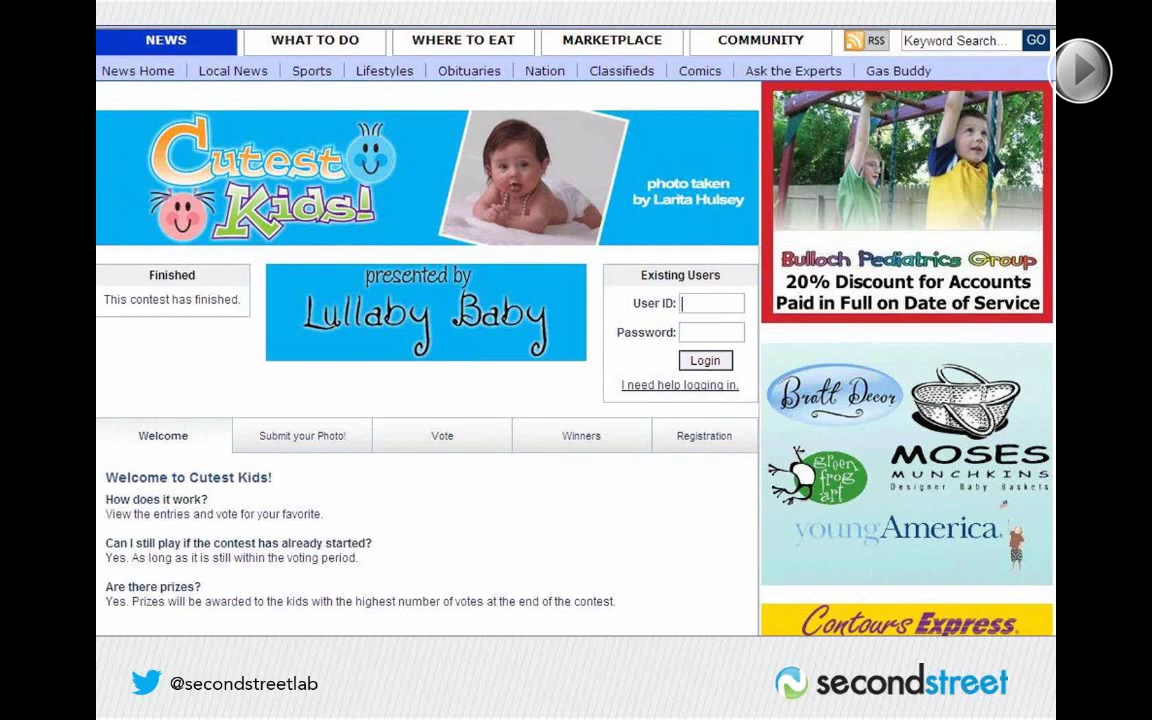 NEWS WHAT TO DO WHERE TO EAT MARKETPLACE COMMUNITY RSS Keyword Search... GO
News Home Local News Sports Lifestyles Obituaries Nation Classifieds Comics Ask the Experts Gas Buddy
Cutest
Kids!
photo taken
by Larita Hulsey
Finished
This contest has finished.
presented by
Lullaby Baby
Existing Users
User ID:
Password:
Login
I need help logging in.
Bulloch Pediatrics Group
20% Discount for Accounts
Paid in Full on Date of Service
Welcome Submit your Photo! Vote Winners Registration
Welcome to Cutest Kids!
How does it work?
View the entries and vote for your favorite.
Can I still play if the contest has already started?
Yes. As long as it is still within the voting period.
Are there prizes?
Yes. Prizes will be awarded to the kids with the highest number of votes at the end of the contest.
Bratt Decor
MOSES
MUNCHKINS
Designer Baby Baskets
green
frog
art
youngAmerica.
Contours Express.
@secondstreetlab
secondstreet